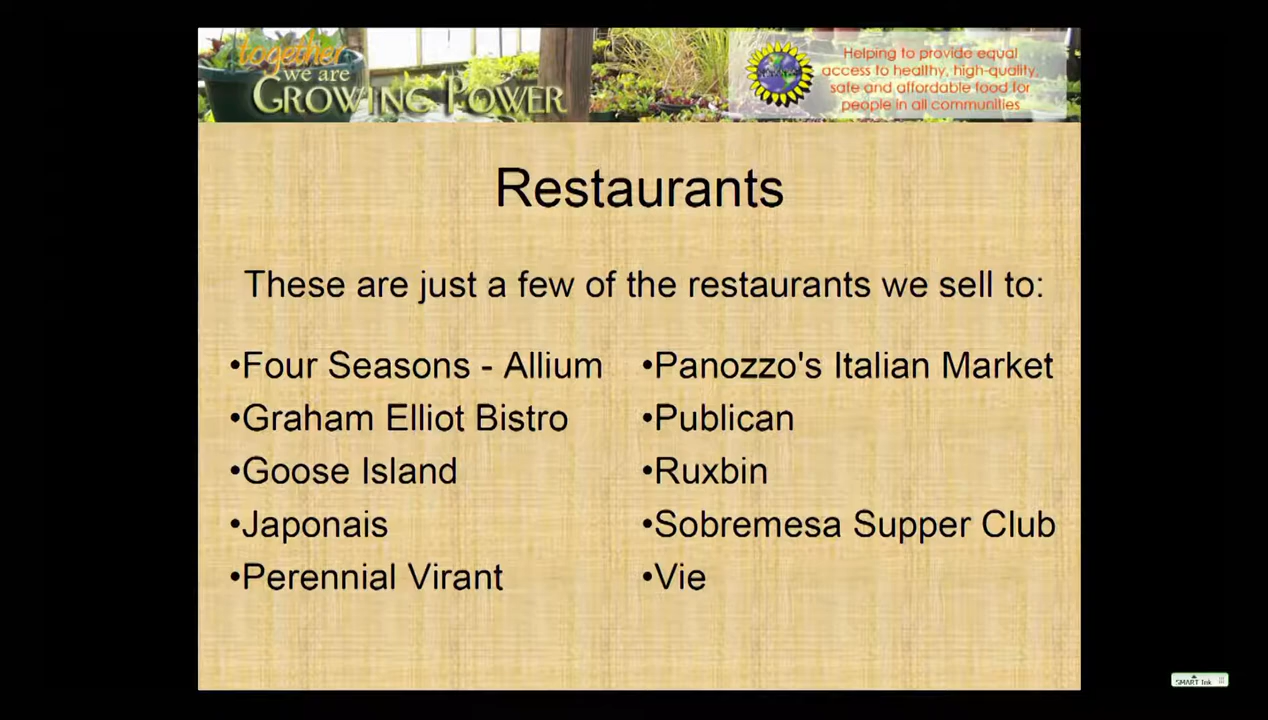 together
we are
GROWING POWER
Helping to provide equal
access to healthy, high-quality,
safe and affordable food for
people in all communities
Restaurants
These are just a few of the restaurants we sell to:
•Four Seasons - Allium
•Graham Elliot Bistro
•Goose Island
•Japonais
•Perennial Virant
•Panozzo's Italian Market
•Publican
•Ruxbin
•Sobremesa Supper Club
•Vie
SMART Ink